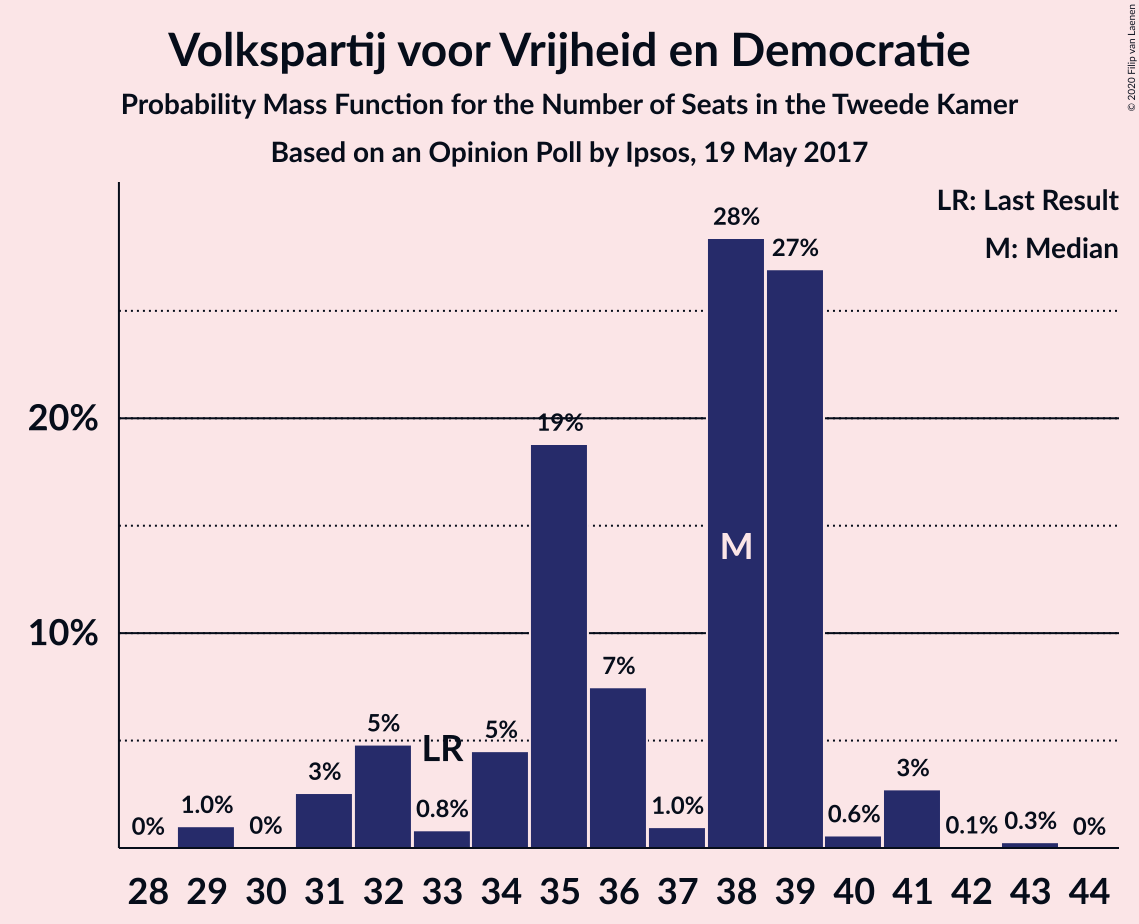 Volkspartij voor Vrijheid en Democratie
Probability Mass Function for the Number of Seats in the Tweede Kamer
Based on an Opinion Poll by Ipsos, 19 May 2017
© 2020 Filip van Laenen
LR: Last Result
M: Median
20%
10%
0%
1.0%
0%
3%
5%
0.8%
LR
5%
19%
7%
1.0%
28%
M
27%
0.6%
3%
0.1%
0.3%
0%
28 29 30 31 32 33 34 35 36 37 38 39 40 41 42 43 44